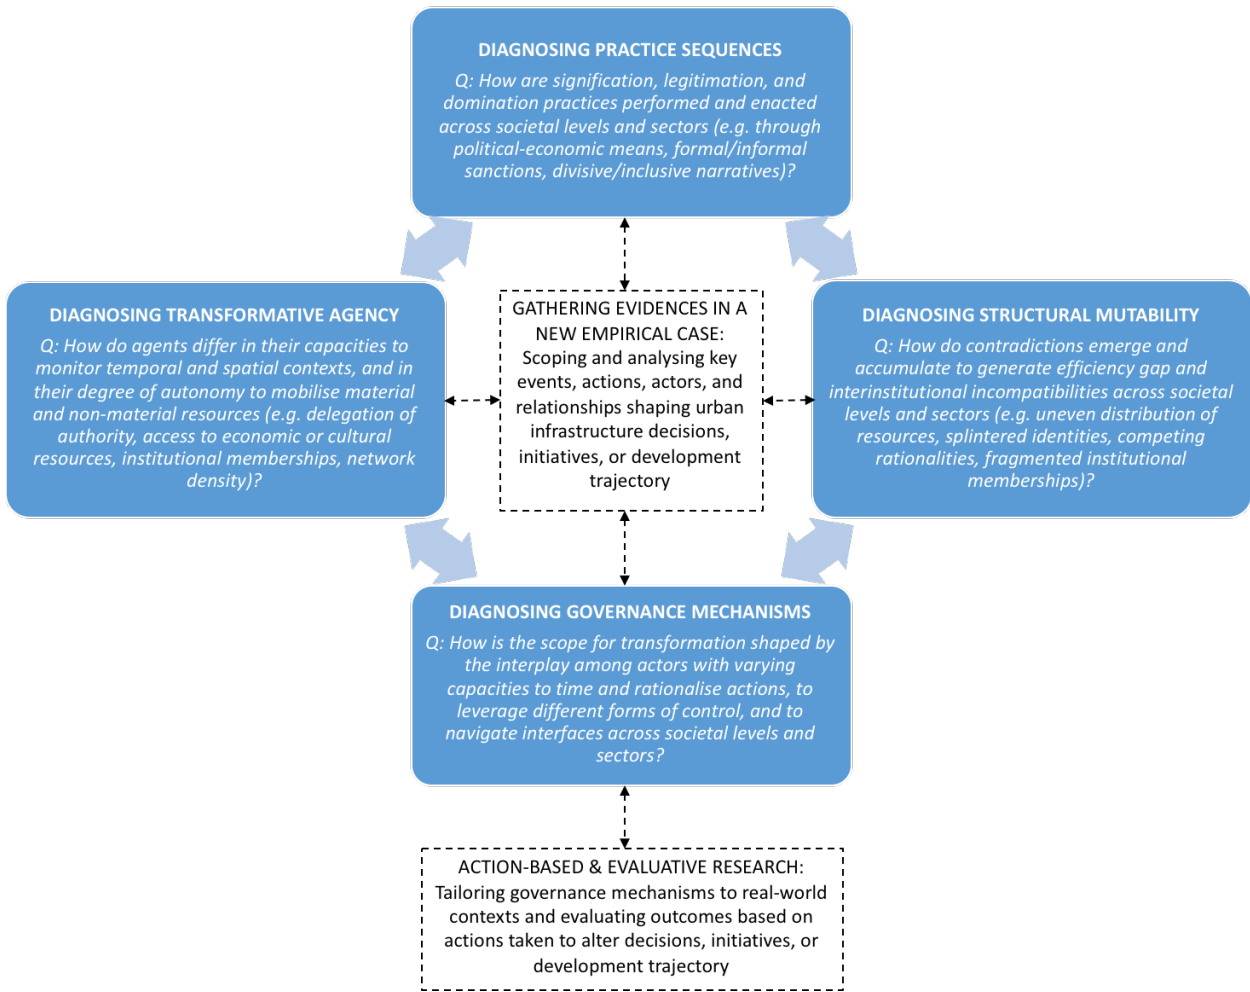 DIAGNOSING PRACTICE SEQUENCES
Q: How are signification, legitimation, and
domination practices performed and enacted
across societal levels and sectors (e.g. through
political-economic means, formal/informal
sanctions, divisive/inclusive narratives)?
DIAGNOSING TRANSFORMATIVE AGENCY
Q: How do agents differ in their capacities to
monitor temporal and spatial contexts, and in
their degree of autonomy to mobilise material
and non-material resources (e.g. delegation of
authority, access to economic or cultural
resources, institutional memberships, network
density)?
GATHERING EVIDENCES IN A
NEW EMPIRICAL CASE:
Scoping and analysing key
events, actions, actors, and
relationships shaping urban
infrastructure decisions,
initiatives, or development
trajectory
DIAGNOSING STRUCTURAL MUTABILITY
Q: How do contradictions emerge and
accumulate to generate efficiency gap and
interinstitutional incompatibilities across societal
levels and sectors (e.g. uneven distribution of
resources, splintered identities, competing
rationalities, fragmented institutional
memberships)?
DIAGNOSING GOVERNANCE MECHANISMS
Q: How is the scope for transformation shaped by
the interplay among actors with varying
capacities to time and rationalise actions, to
leverage different forms of control, and to
navigate interfaces across societal levels and
sectors?
ACTION-BASED & EVALUATIVE RESEARCH:
Tailoring governance mechanisms to real-world
contexts and evaluating outcomes based on
actions taken to alter decisions, initiatives, or
development trajectory